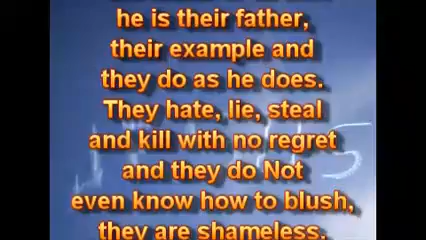 he is their father,
their example and
they do as he does.
They hate, lie, steal
and kill with no regret
and they do Not
even know how to blush,
they are shameless.